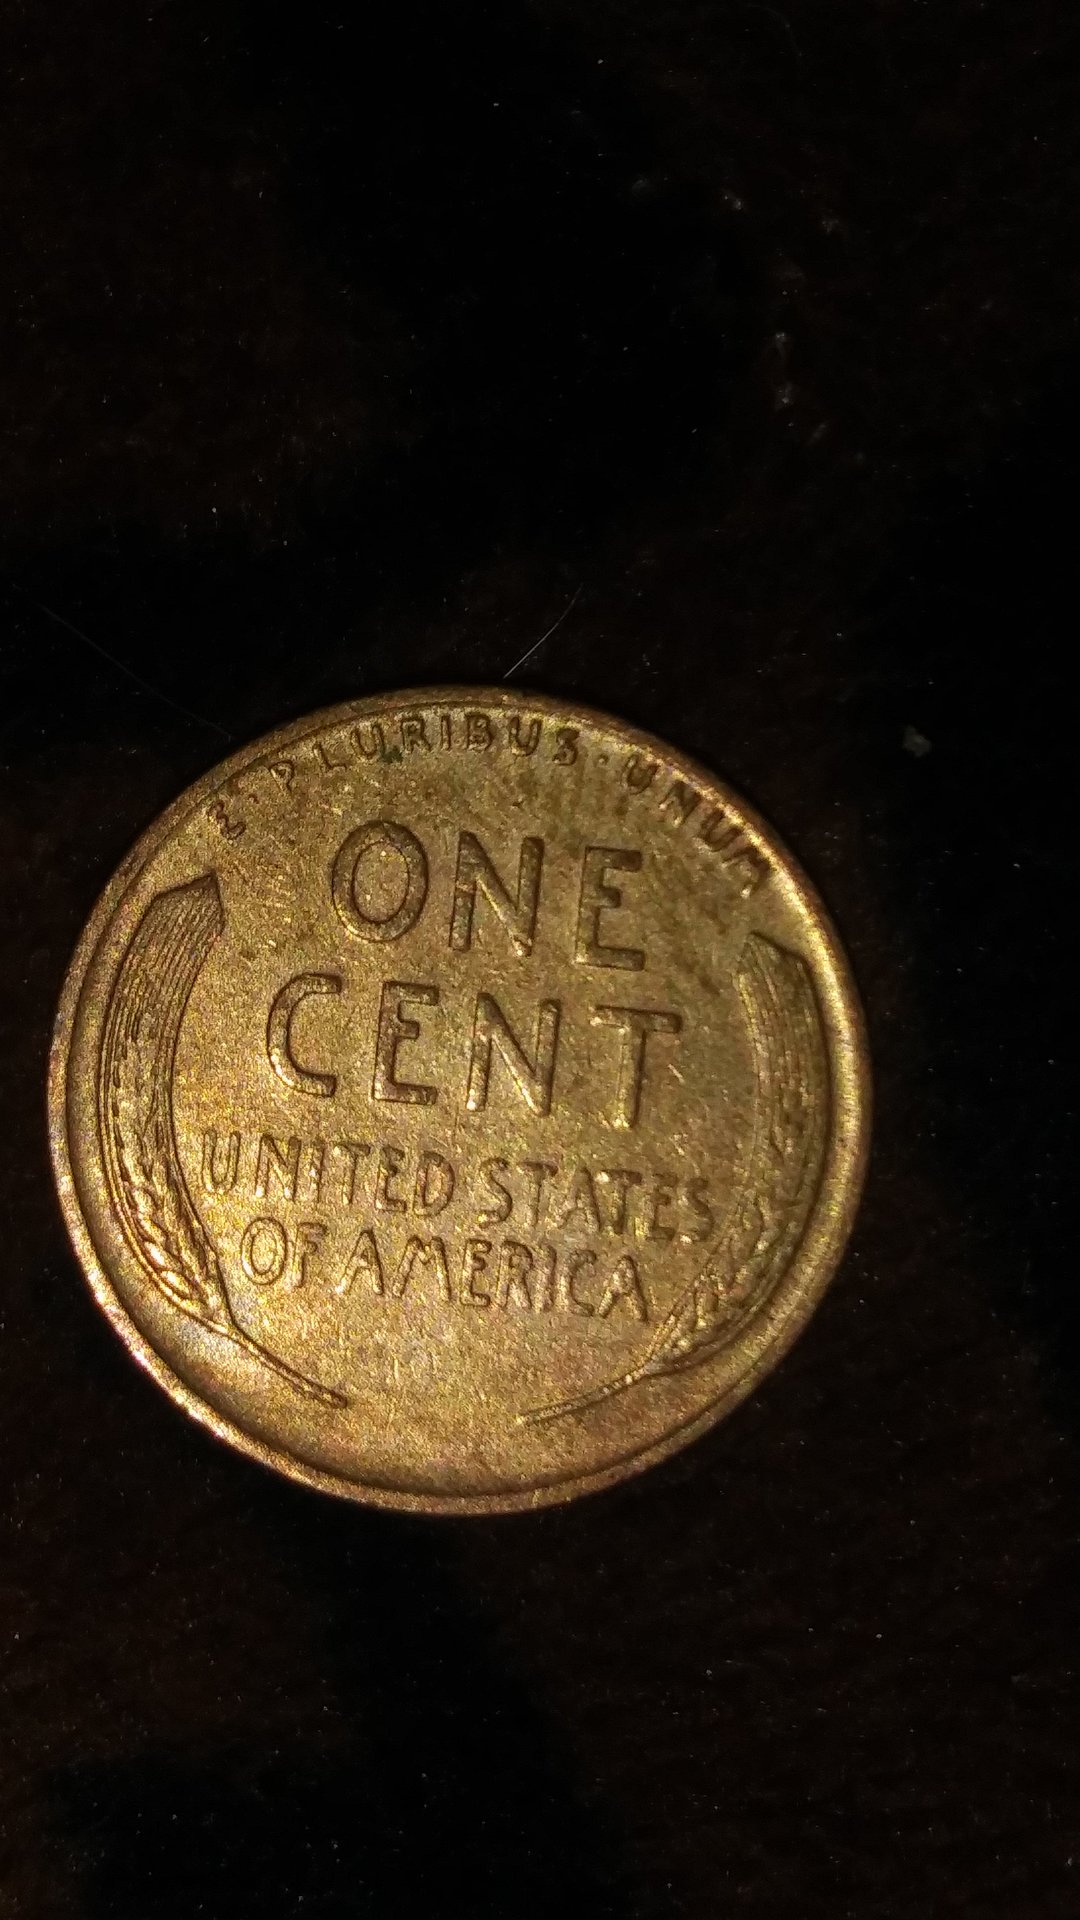 E·PLURIBUS·UNUM
ONE
CENT
UNITED STATES
OF AMERICA